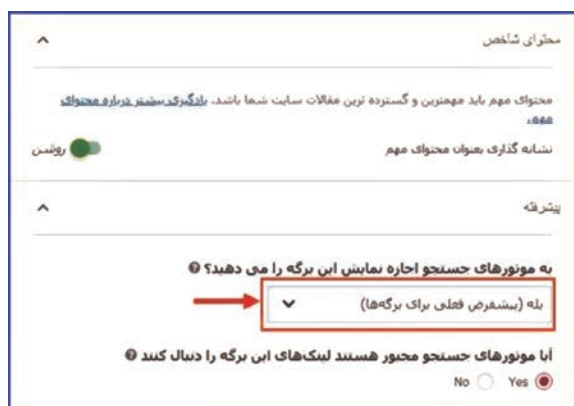 محتوای شاخص
محتوای مهم باید مهمترین و گسترده ترین مقالات سایت شما باشد. یادگیری بیشتر درباره محتوای
مهم.
نشانه گذاری بعنوان محتوای مهم
روشن
پیشرفته
به موتورهای جستجو اجازه نمایش این برگه را می دهید؟
بله (پیشفرض فعلی برای برگه‌ها)
آیا موتورهای جستجو مجبور هستند لینک‌های این برگه را دنبال کنند
Yes No